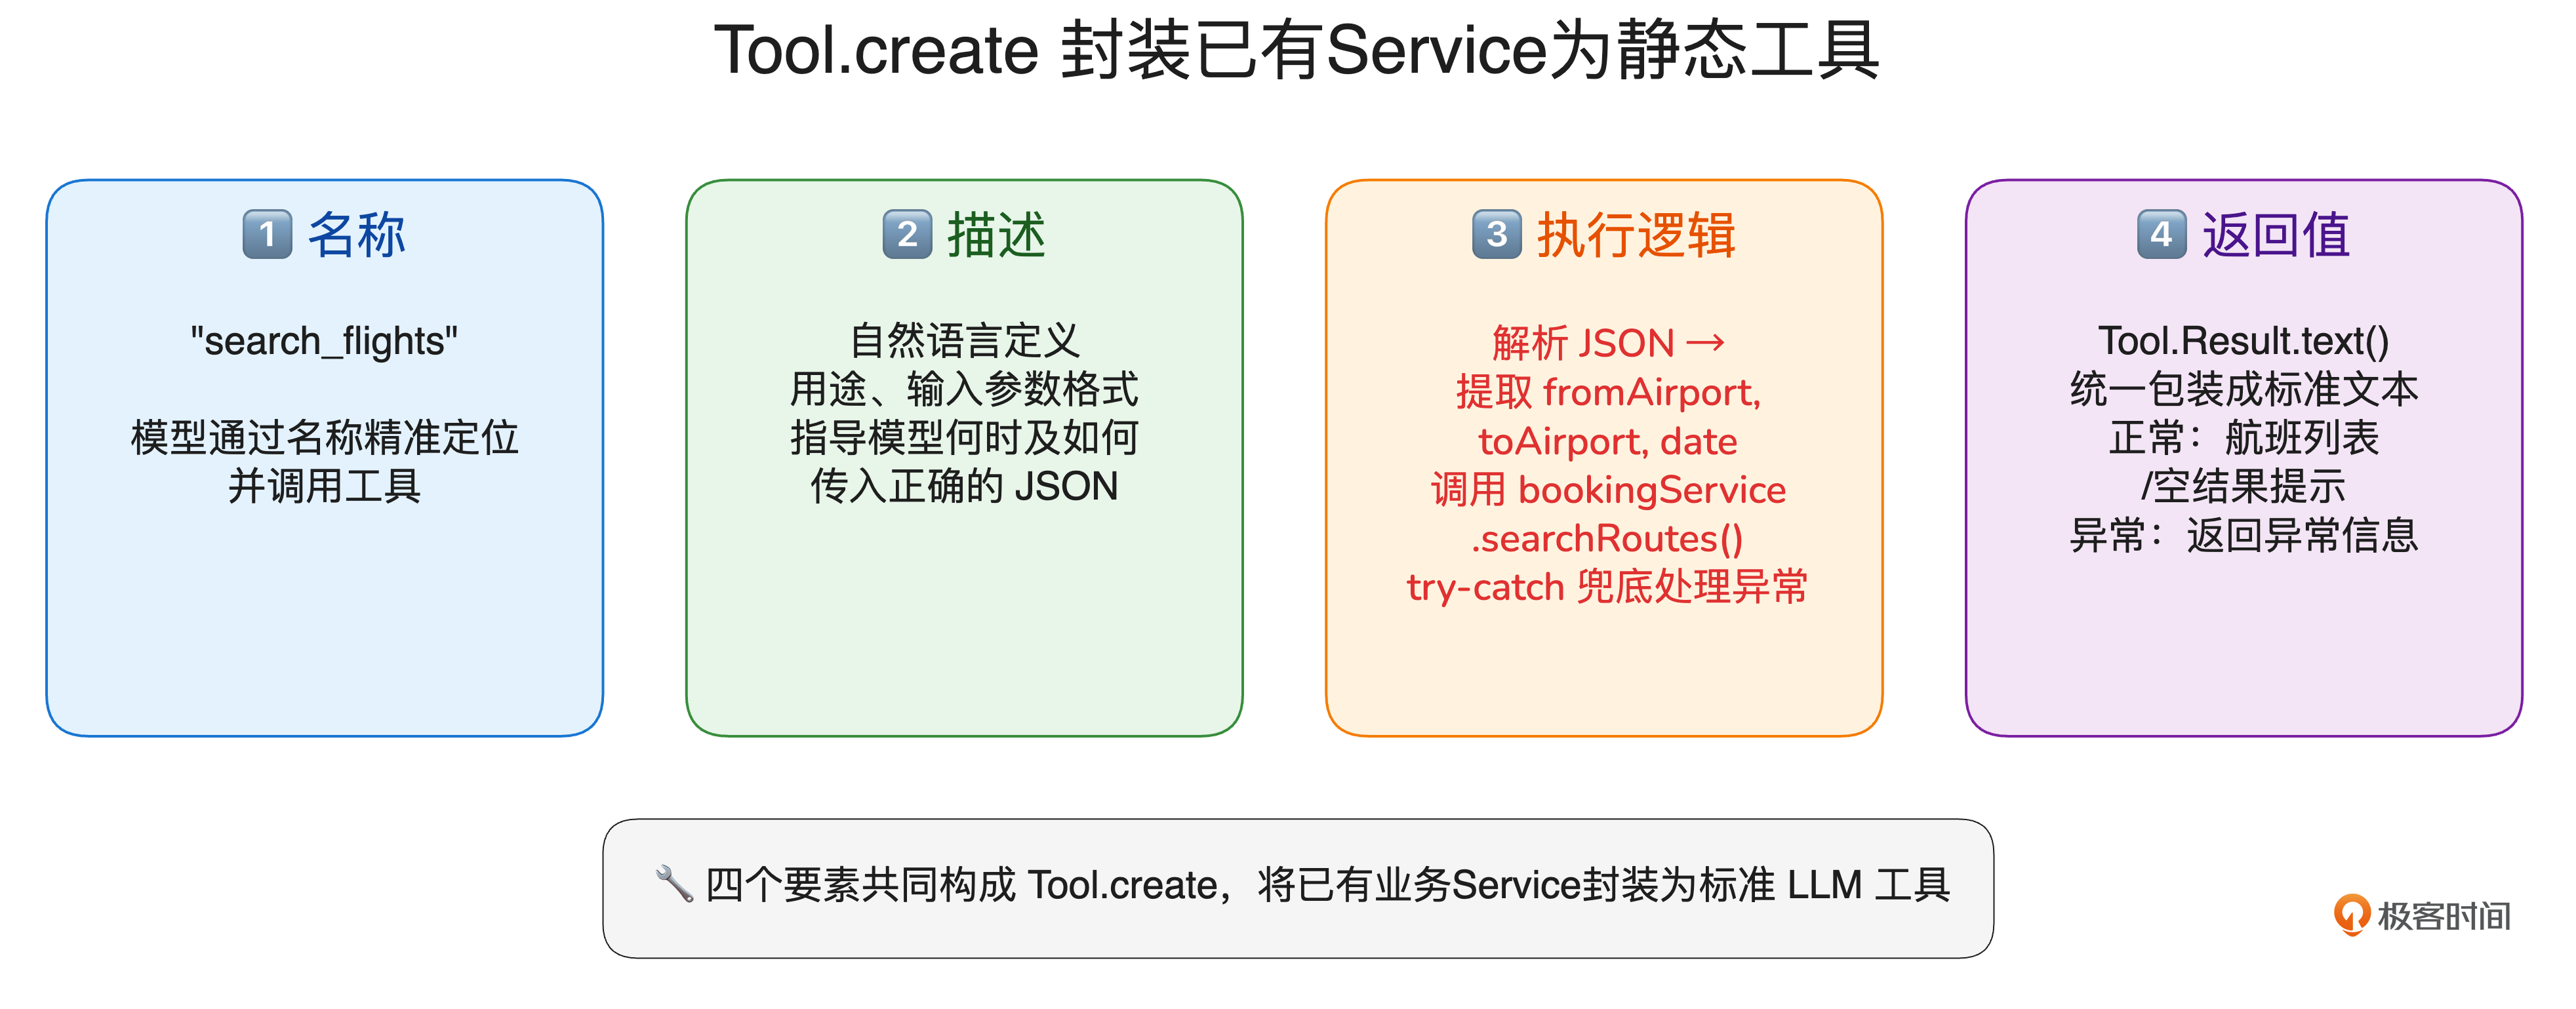 Tool.create 封装已有Service为静态工具
1 名称
"search_flights"
模型通过名称精准定位
并调用工具
2 描述
自然语言定义
用途、输入参数格式
指导模型何时及如何
传入正确的 JSON
3 执行逻辑
解析 JSON →
提取 fromAirport,
toAirport, date
调用 bookingService
.searchRoutes()
try-catch 兜底处理异常
4 返回值
Tool.Result.text()
统一包装成标准文本
正常：航班列表
/空结果提示
异常：返回异常信息
🔧 四个要素共同构成 Tool.create，将已有业务Service封装为标准 LLM 工具
极客时间